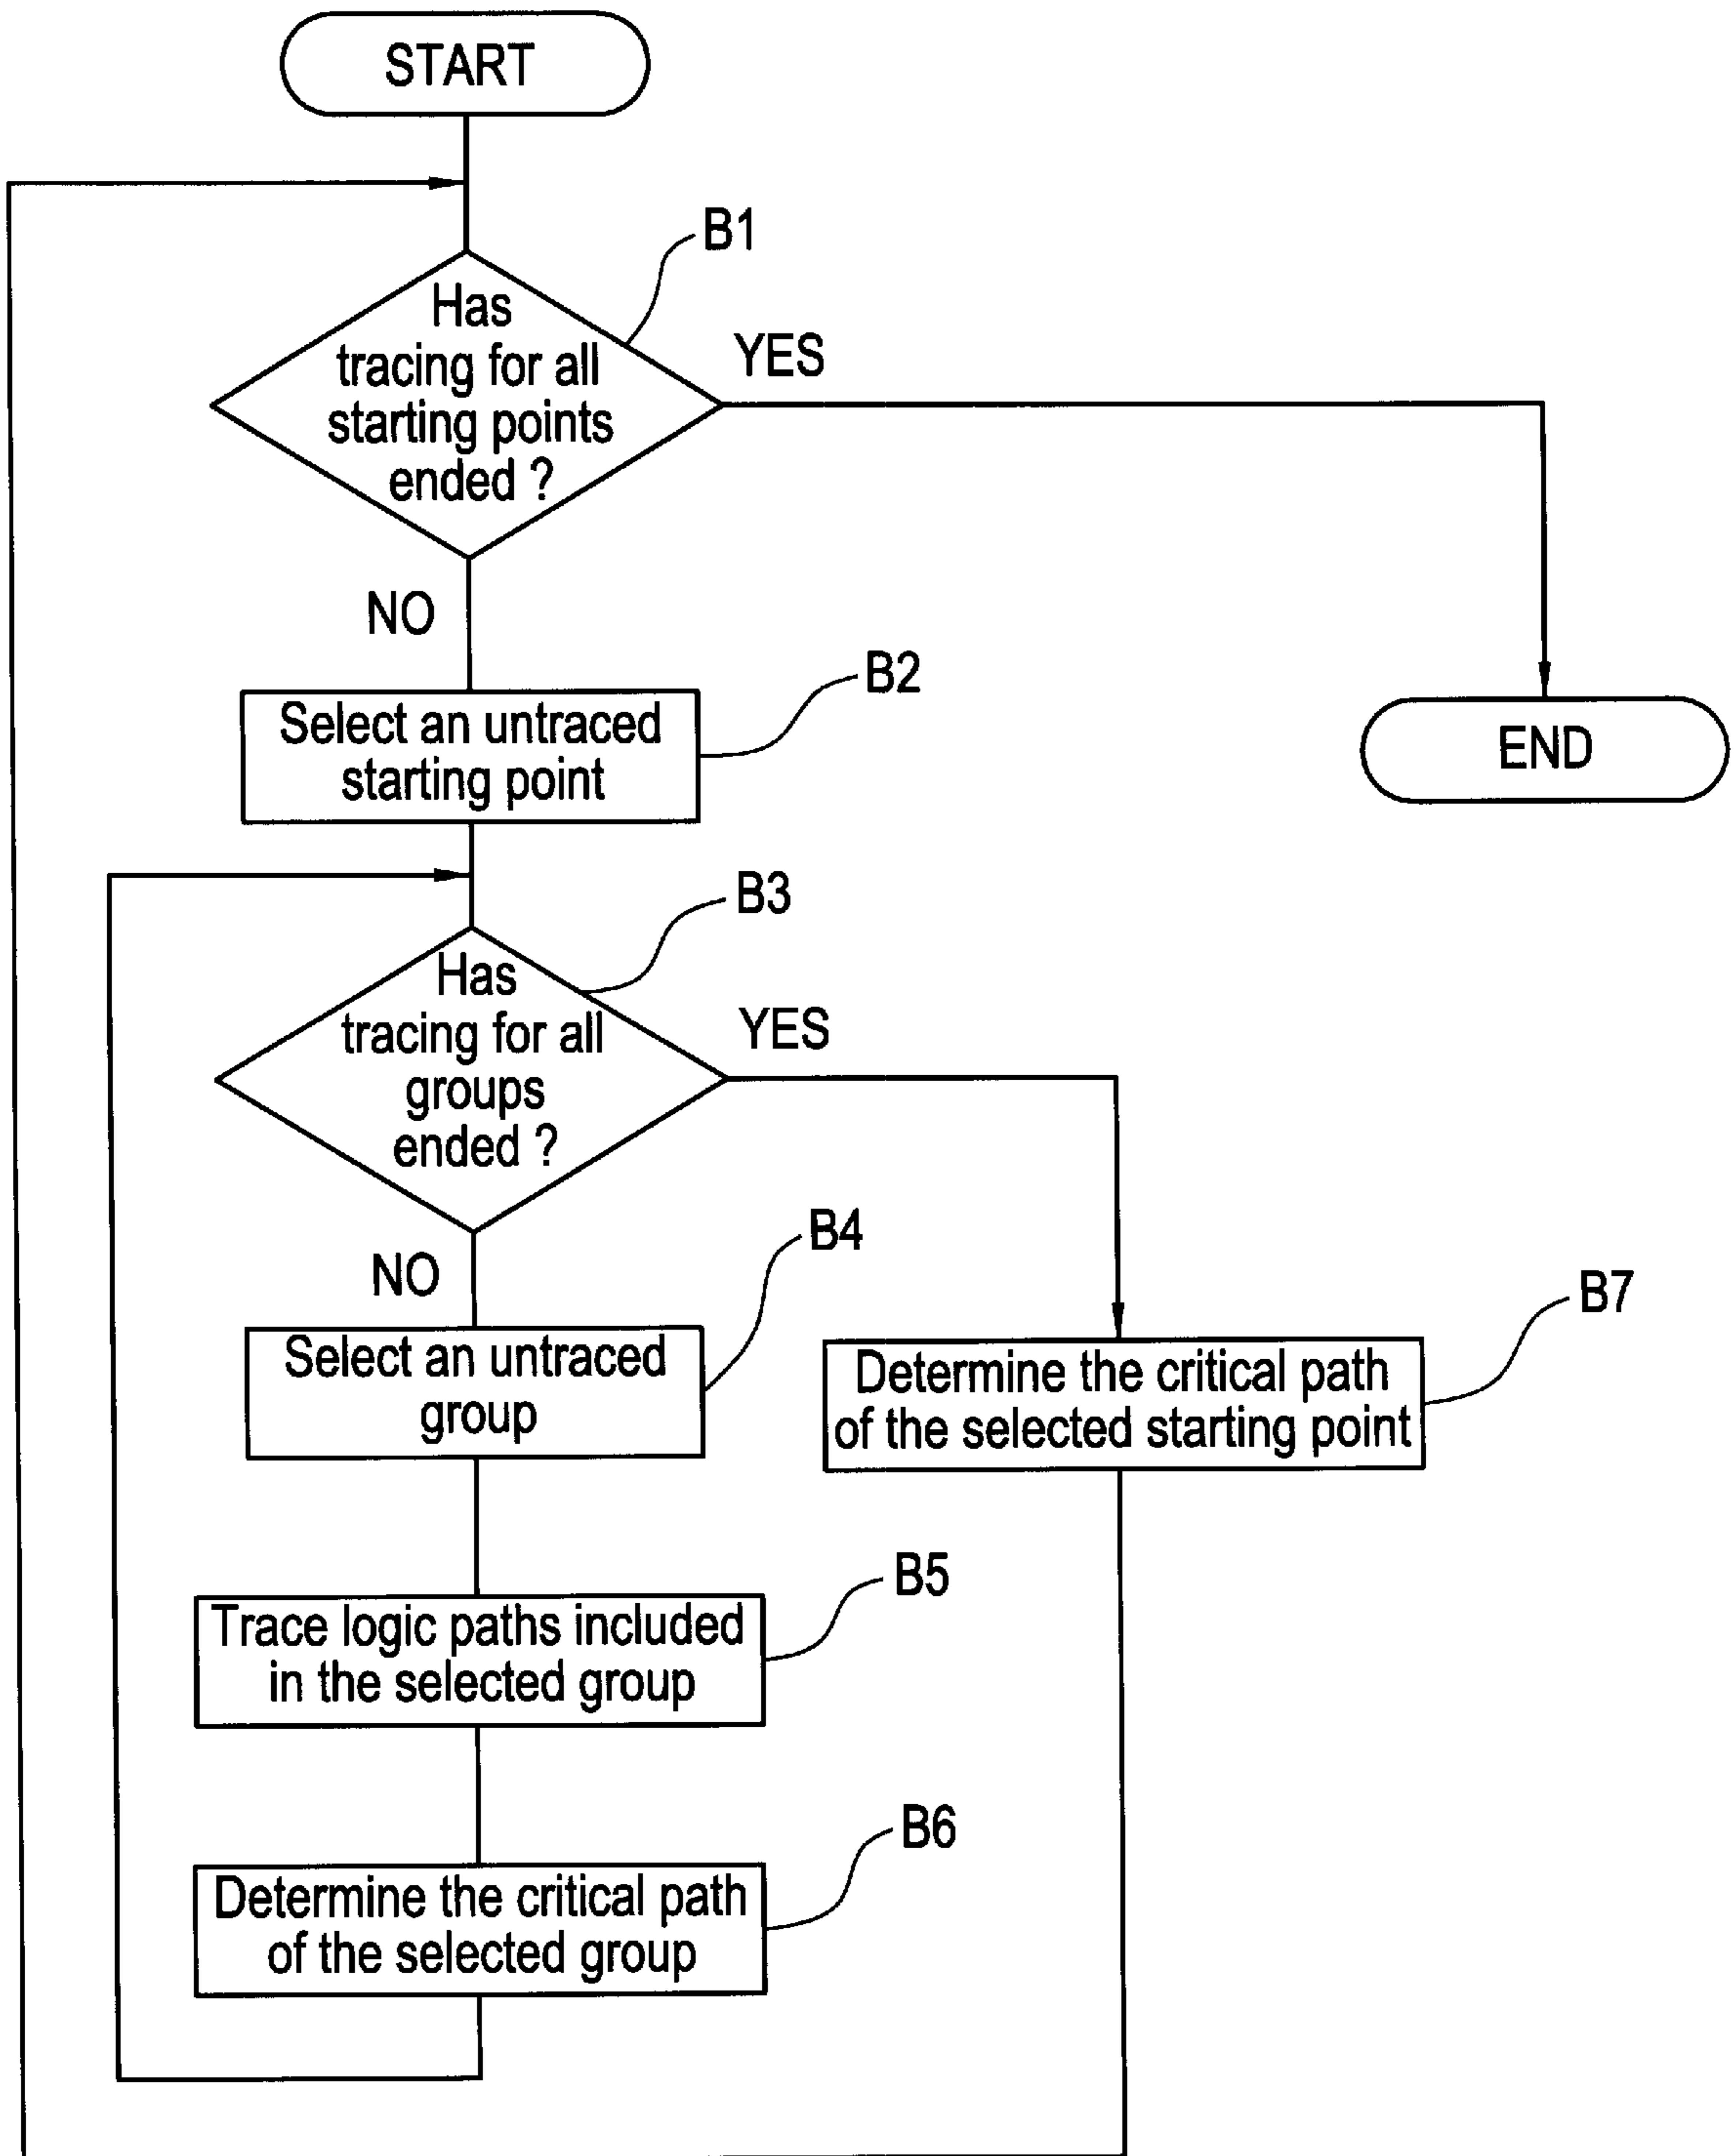 START
B1
Has
tracing for all
starting points
ended ?
YES
NO
B2
Select an untraced
starting point
END
B3
Has
tracing for all
groups
ended ?
YES
NO
B4
Select an untraced
group
B7
Determine the critical path
of the selected starting point
B5
Trace logic paths included
in the selected group
B6
Determine the critical path
of the selected group